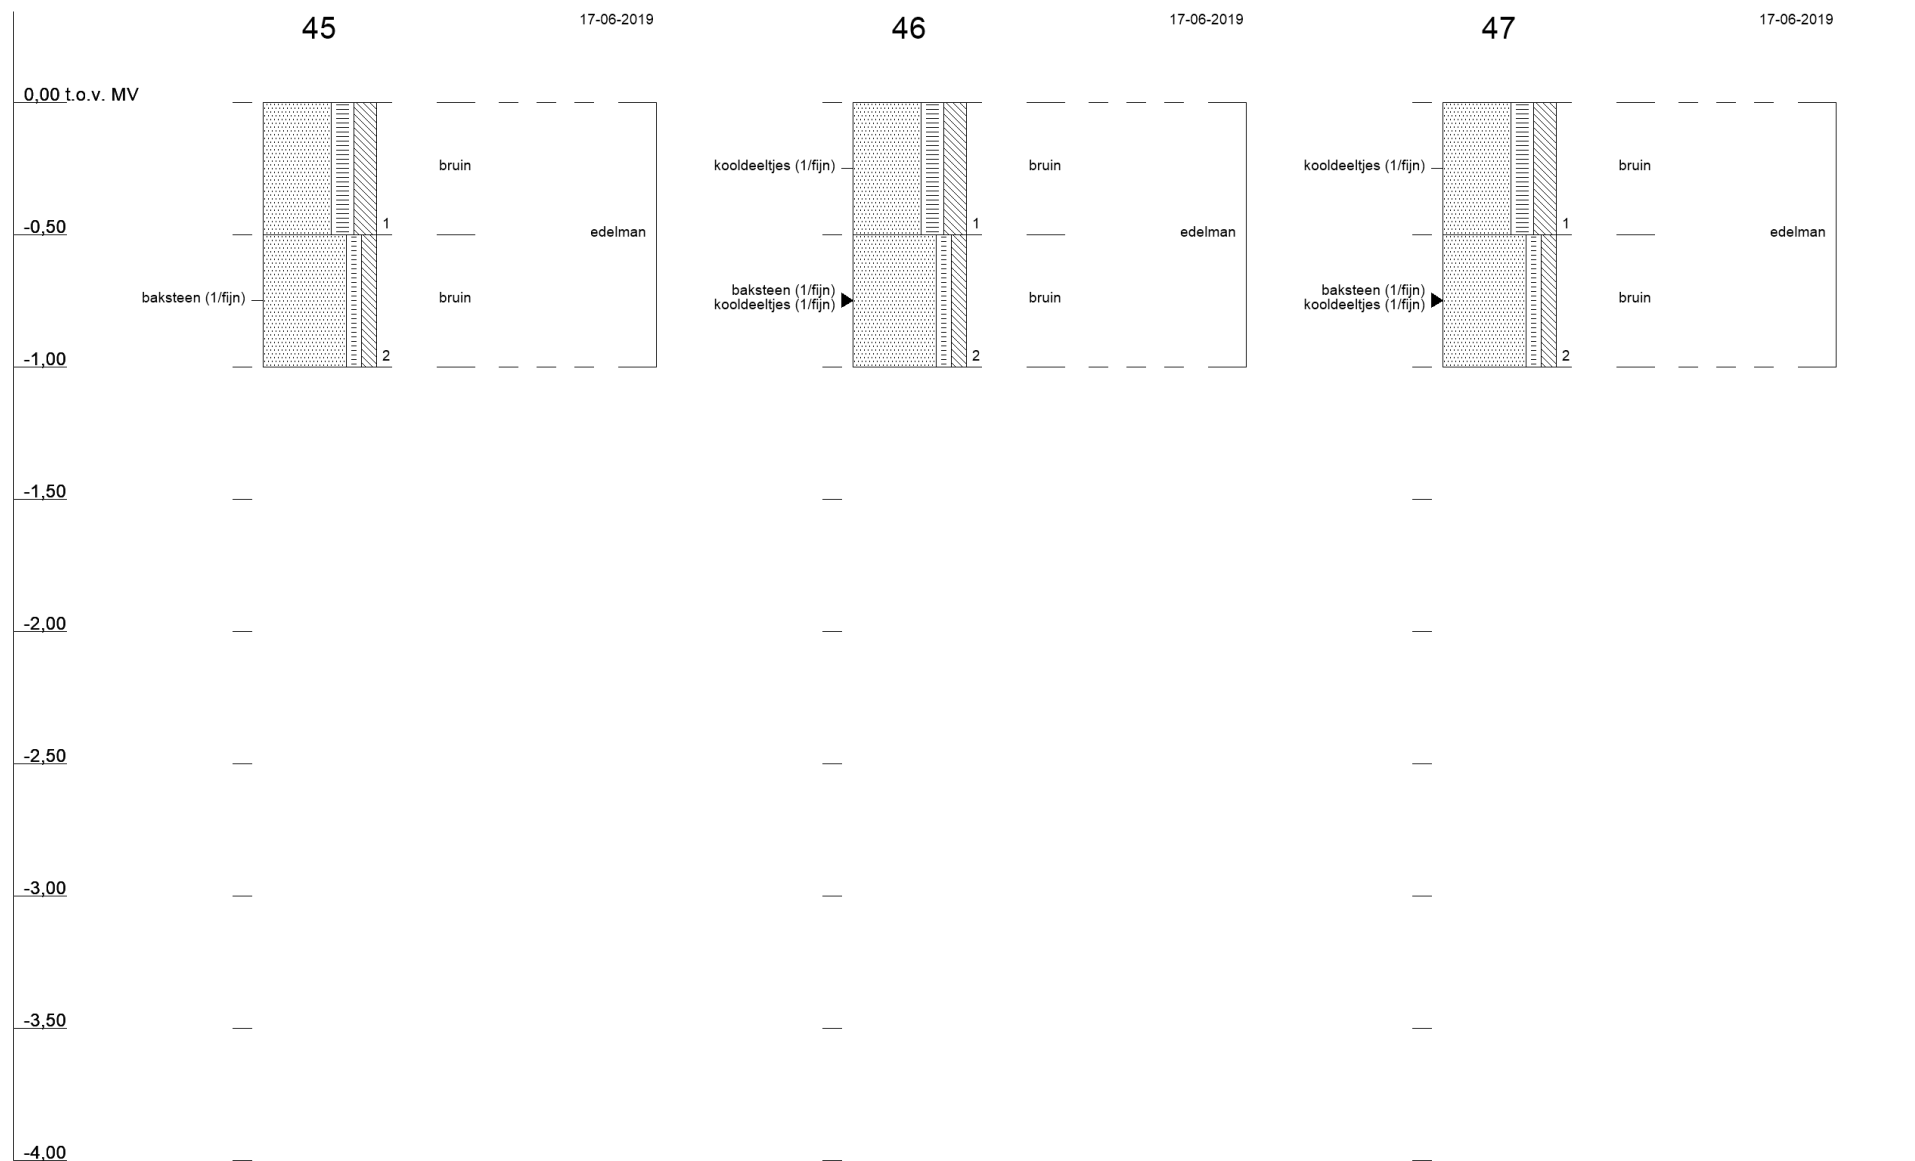 45
17-06-2019
46
17-06-2019
47
17-06-2019
0,00 t.o.v. MV
bruin
kooldeeltjes (1/fijn)
bruin
kooldeeltjes (1/fijn)
bruin
1
1
1
-0,50
edelman
edelman
edelman
baksteen (1/fijn)
bruin
baksteen (1/fijn)
kooldeeltjes (1/fijn)
bruin
baksteen (1/fijn)
kooldeeltjes (1/fijn)
bruin
2
2
2
-1,00
-1,50
-2,00
-2,50
-3,00
-3,50
-4,00